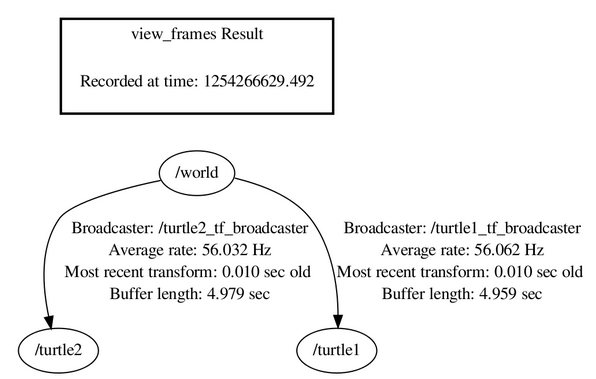 view_frames Result
Recorded at time: 1254266629.492
/world
Broadcaster: /turtle2_tf_broadcaster
Average rate: 56.032 Hz
Most recent transform: 0.010 sec old
Buffer length: 4.979 sec
Broadcaster: /turtle1_tf_broadcaster
Average rate: 56.062 Hz
Most recent transform: 0.010 sec old
Buffer length: 4.959 sec
/turtle2
/turtle1